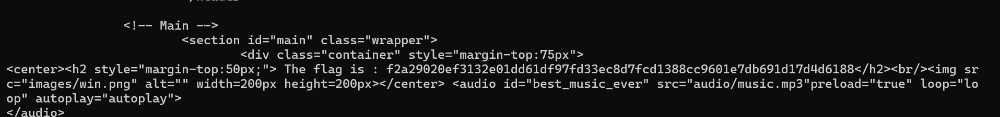 <!-- Main -->
<section id="main" class="wrapper">
<div class="container" style="margin-top:75px">
<center><h2 style="margin-top:50px;"> The flag is : f2a29020ef3132e01dd61df97fd33ec8d7fcd1388cc9601e7db691d17d4d6188</h2><br/><img sr
c="images/win.png" alt="" width=200px height=200px></center> <audio id="best_music_ever" src="audio/music.mp3"preload="true" loop="lo
op" autoplay="autoplay">
</audio>